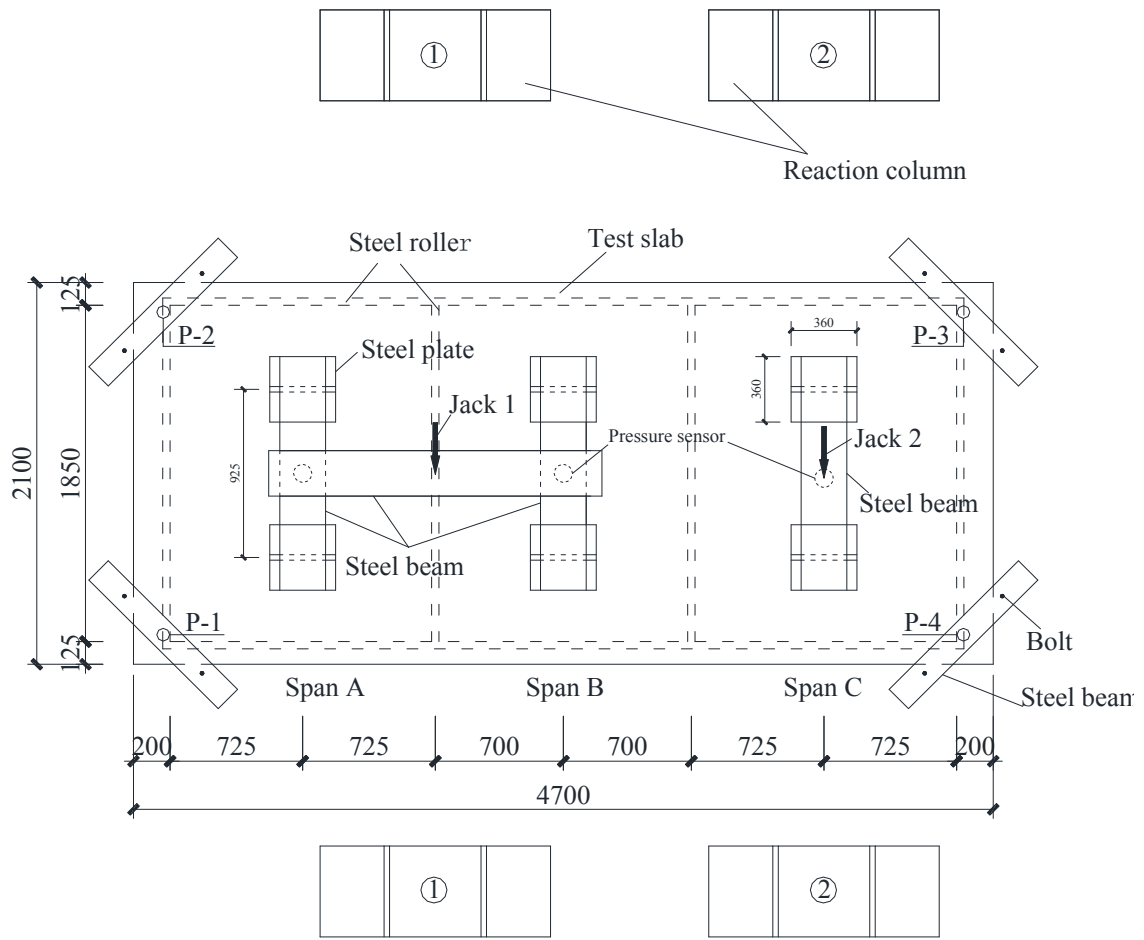 ①
②
Reaction column
Steel roller
Test slab
125
P-2
P-3
360
Steel plate
360
Jack 1
Jack 2
Pressure sensor
2100
1850
925
Steel beam
Steel beam
P-1
P-4
Bolt
125
Span A
Span B
Span C
Steel beam
200
725
725
700
700
725
725
200
4700
①
②